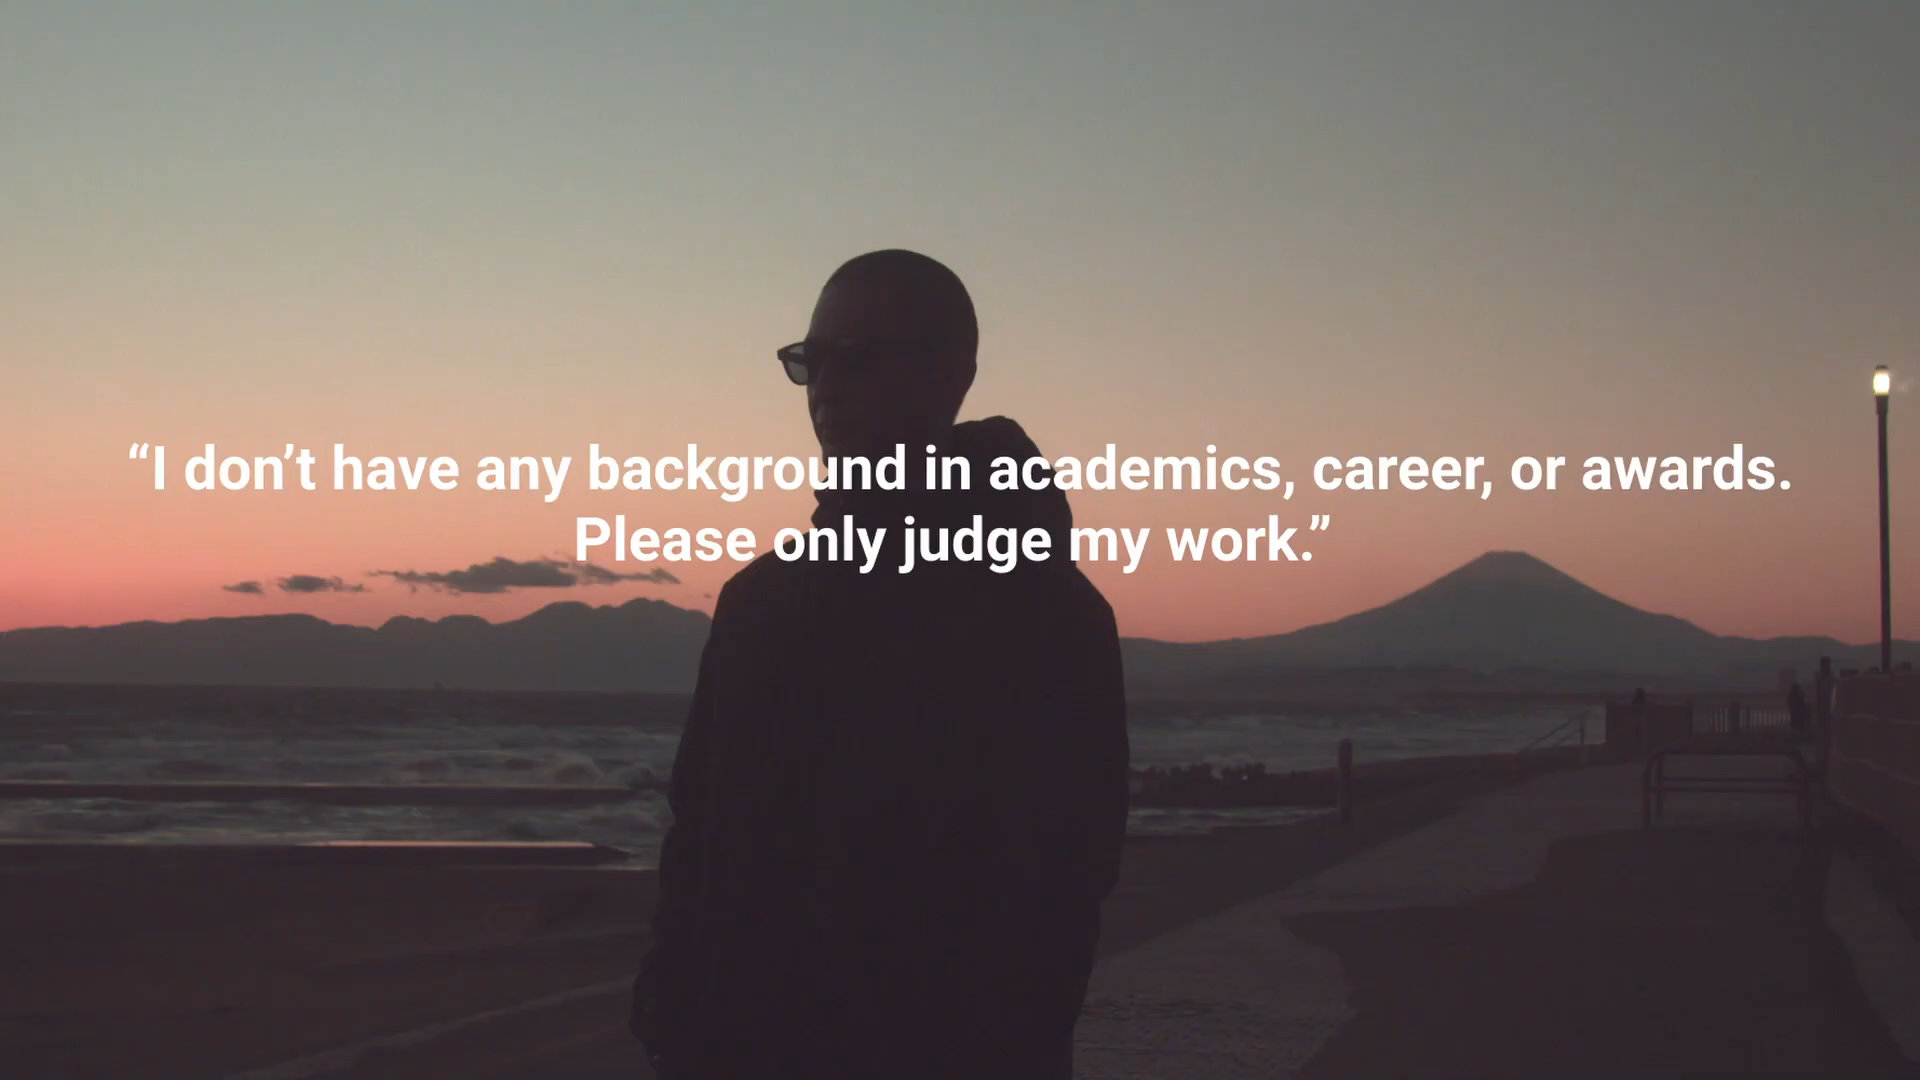 “I don’t have any background in academics, career, or awards.
Please only judge my work.”